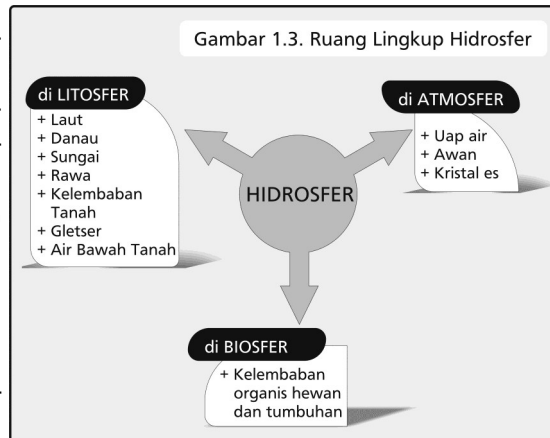 Gambar 1.3. Ruang Lingkup Hidrosfer
di LITOSFER
+ Laut
+ Danau
+ Sungai
+ Rawa
+ Kelembaban
Tanah
+ Gletser
+ Air Bawah Tanah
di ATMOSFER
+ Uap air
+ Awan
+ Kristal es
HIDROSFER
di BIOSFER
+ Kelembaban
organis hewan
dan tumbuhan